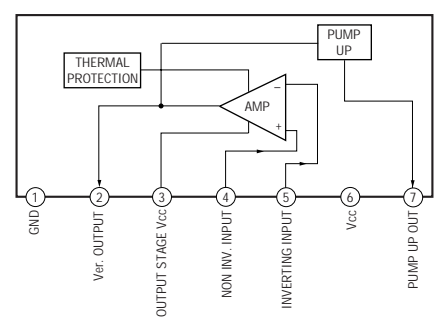 PUMP
UP
THERMAL
PROTECTION
AMP
−
+
1
2
3
4
5
6
7
GND
Ver. OUTPUT
OUTPUT STAGE Vcc
NON INV. INPUT
INVERTING INPUT
Vcc
PUMP UP OUT